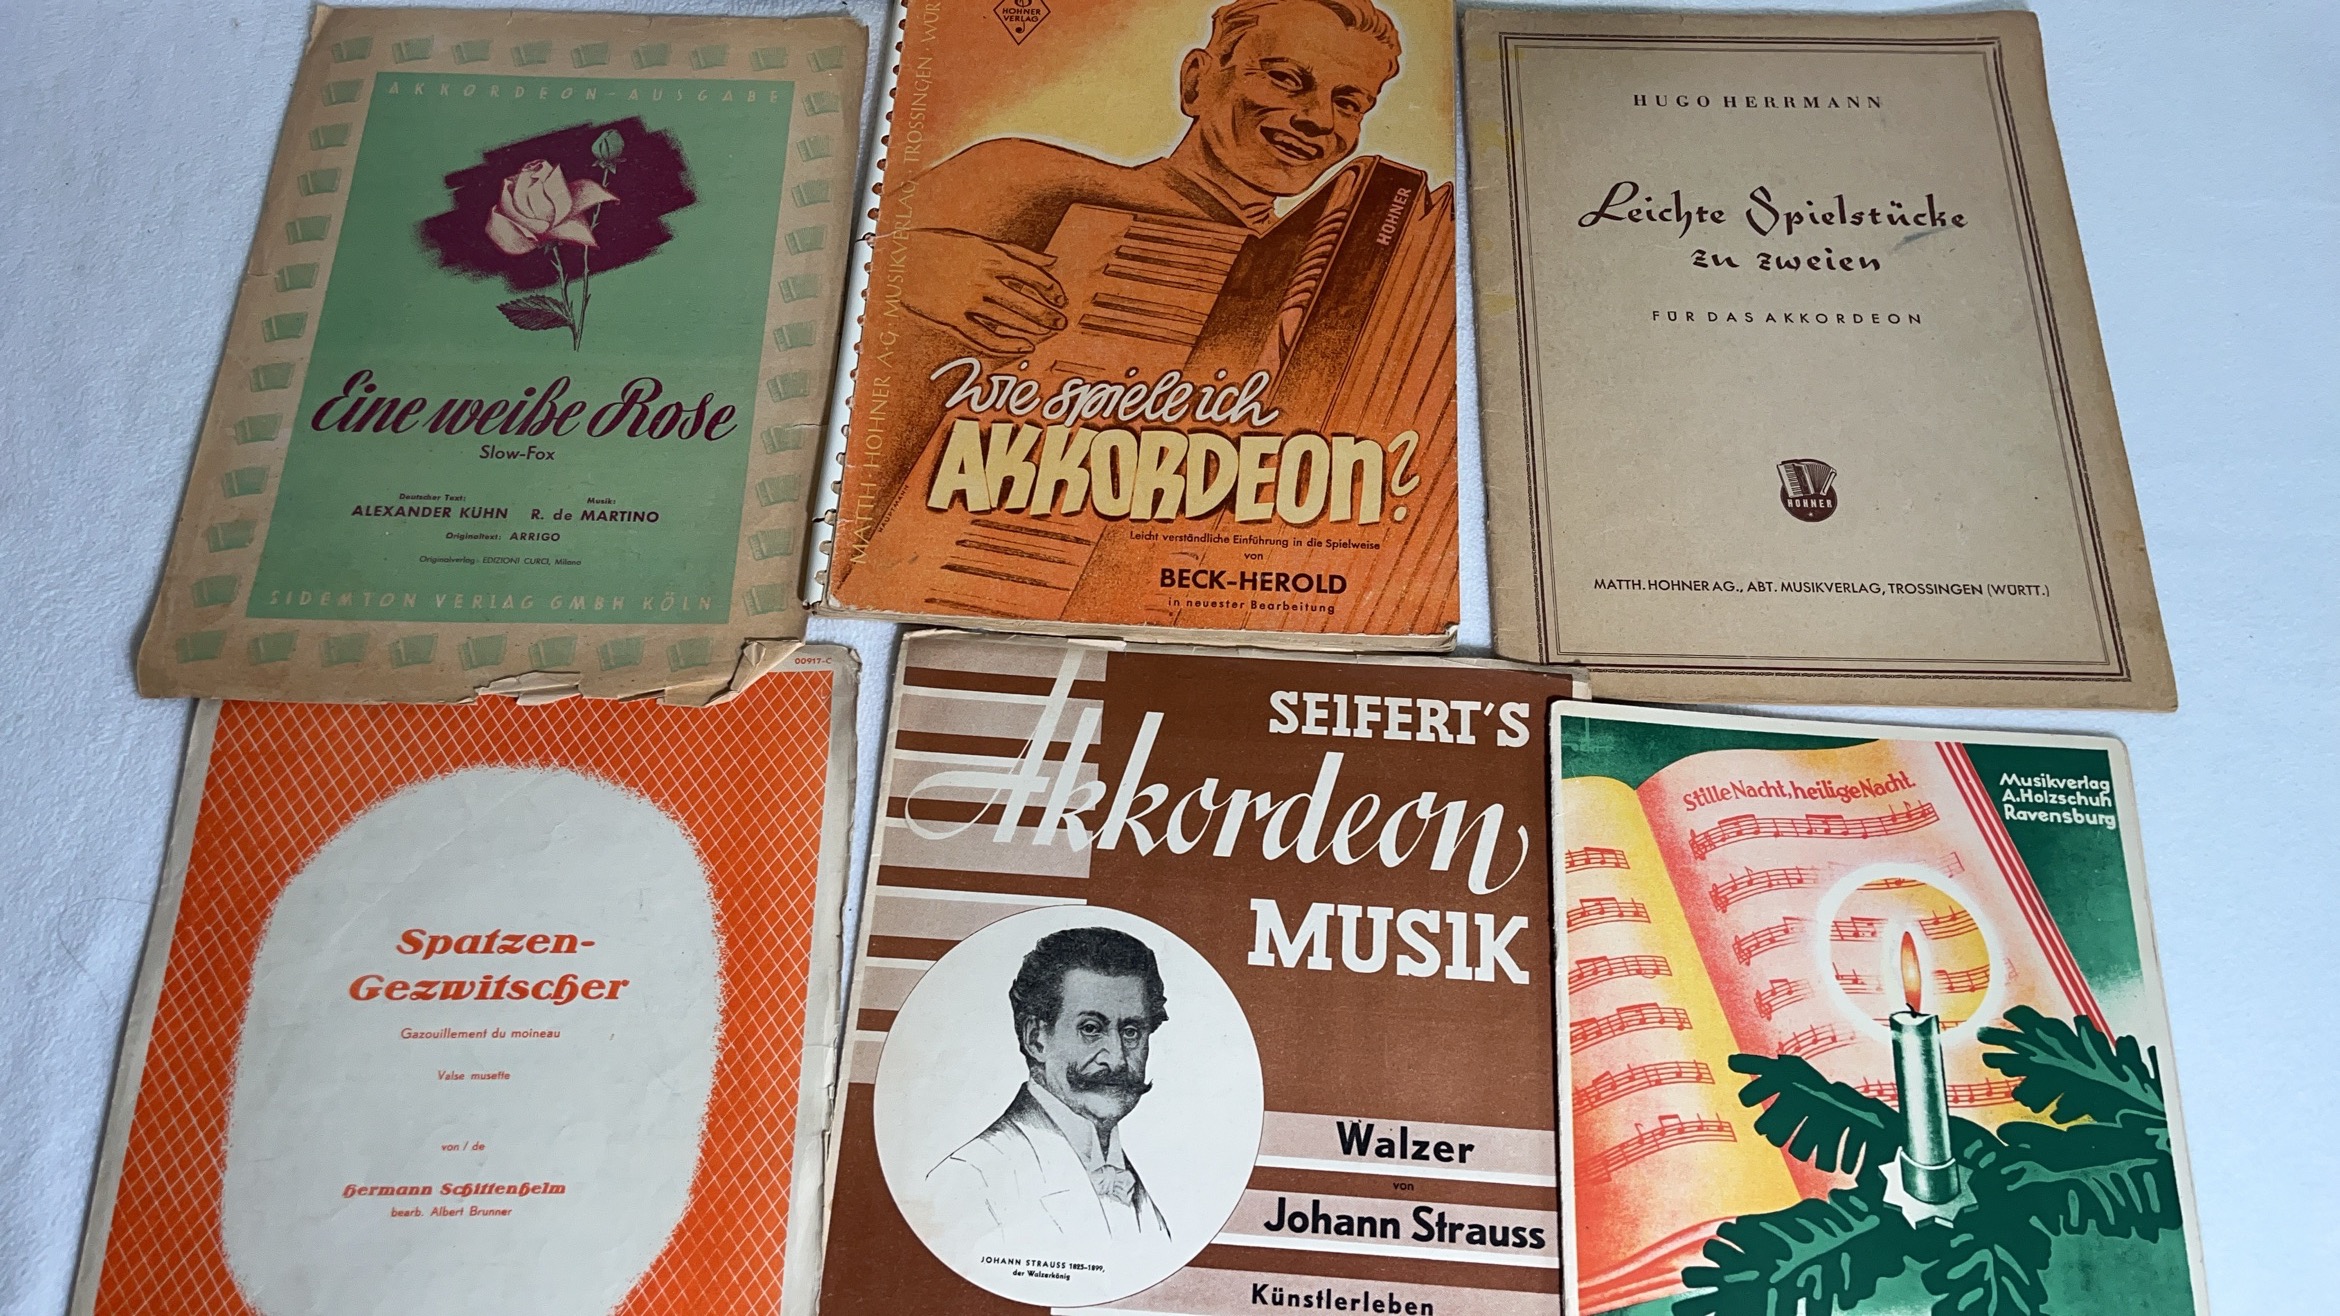 AKKORDEON-AUSGABE
Eine weiße Rose
Slow-Fox
Deutscher Text:
Musik:
ALEXANDER KÜHN R. de MARTINO
Originaltext: ARRIGO
Originalverlag - EDIZIONI CURCI, Milano
SIDEMTON VERLAG GMBH KÖLN
HOHNER
VERLAG
MATTH. HOHNER A.G. MUSIKVERLAG TROSSINGEN
HOHNER
Wie spiele ich
AKKORDEON?
HAUPTMANN
Leicht verständliche Einführung in die Spielweise
von
BECK-HEROLD
in neuester Bearbeitung
HUGO HERRMANN
Leichte Spielstücke
zu zweien
FÜR DAS AKKORDEON
HOHNER
MATTH. HOHNER AG., ABT. MUSIKVERLAG, TROSSINGEN (WÜRTT.)
00917-C
Spatzen-
Gezwitscher
Gazouillement du moineau
Valse musette
von / de
Hermann Schittenhelm
bearb. Albert Brunner
SEIFERT'S
Akkordeon
MUSIK
JOHANN STRAUSS 1825-1899,
der Walzerkönig
Walzer
von
Johann Strauss
Künstlerleben
Stille Nacht, heilige Nacht.
Musikverlag
A. Holzschuh
Ravensburg